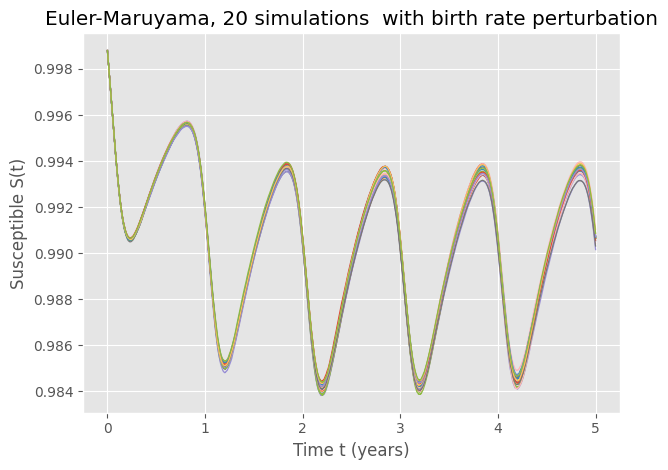 Euler-Maruyama, 20 simulations  with birth rate perturbation
0.998
0.996
0.994
0.992
0.990
0.988
0.986
0.984
Susceptible S(t)
0 1 2 3 4 5
Time t (years)